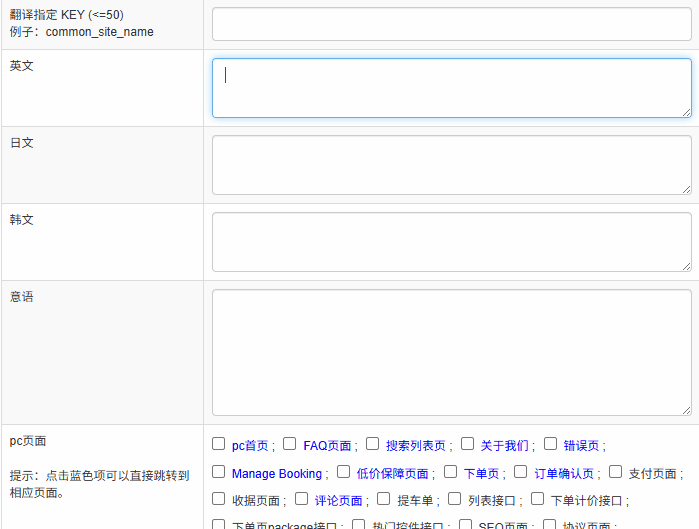 翻译指定 KEY (<=50)
例子：common_site_name
英文
日文
韩文
意语
pc页面
提示：点击蓝色项可以直接跳转到
相应页面。
pc首页 ; FAQ页面 ; 搜索列表页 ; 关于我们 ; 错误页 ;
Manage Booking ; 低价保障页面 ; 下单页 ; 订单确认页 ; 支付页面 ;
收据页面 ; 评论页面 ; 提车单 ; 列表接口 ; 下单计价接口 ;
下单页package接口 ; 热门控件接口 ; SEO页面 ; 协议页面 ;